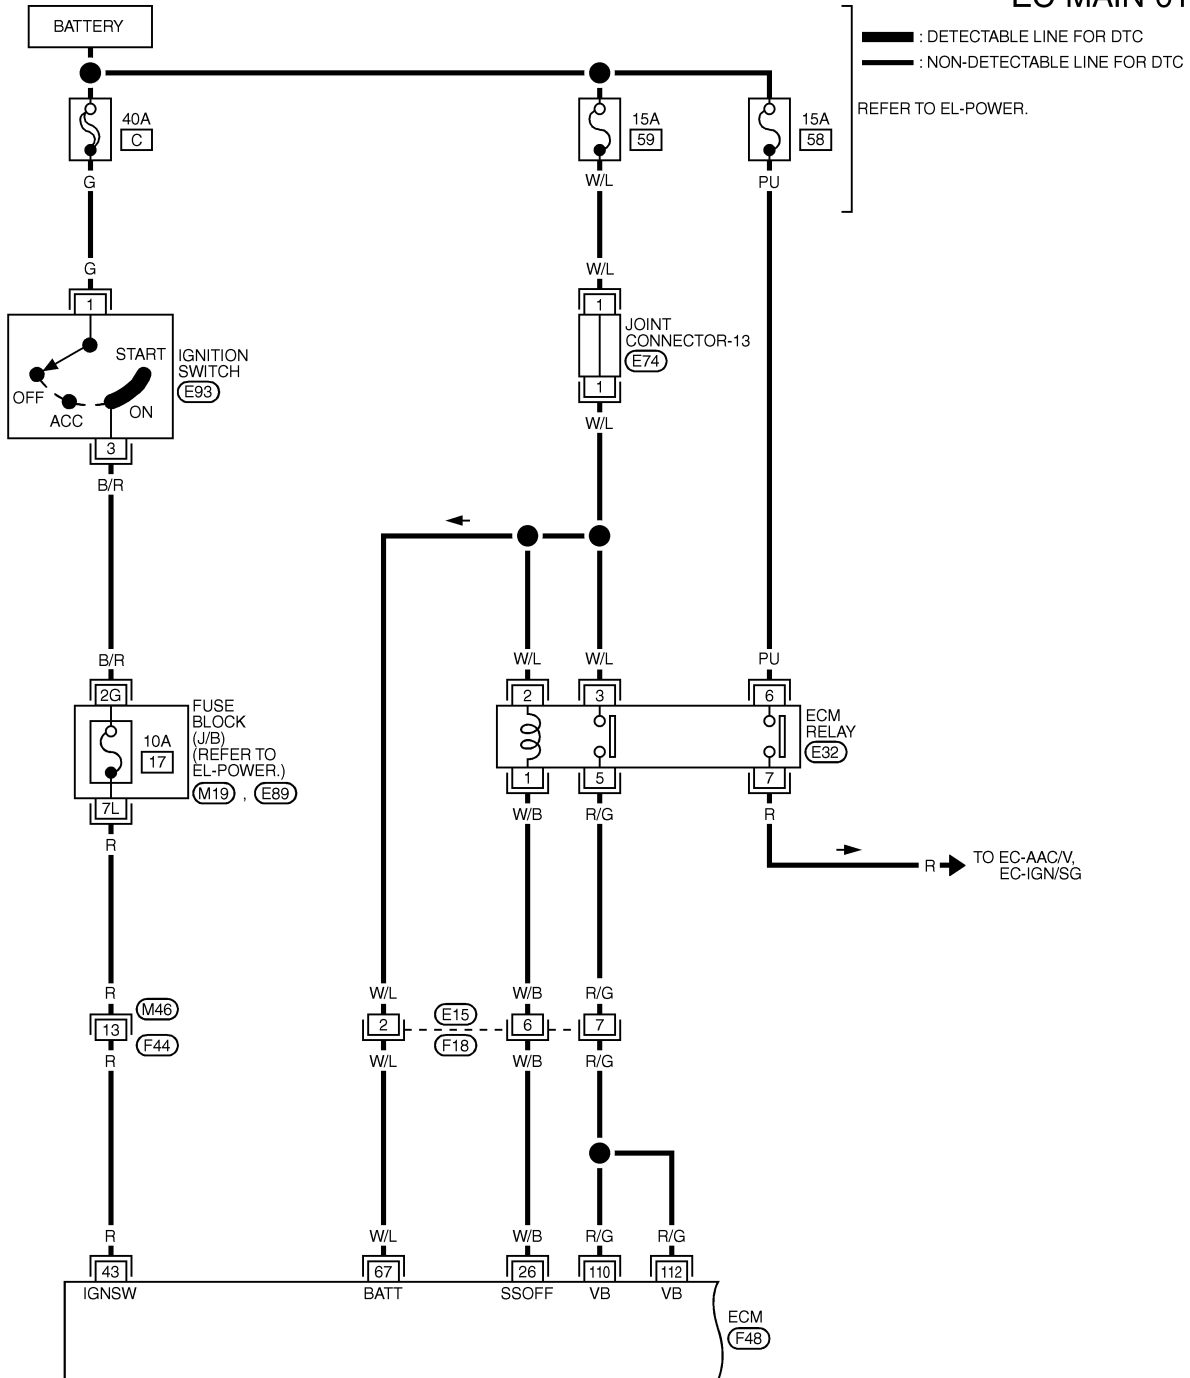 BATTERY
: DETECTABLE LINE FOR DTC
: NON-DETECTABLE LINE FOR DTC
REFER TO EL-POWER.
40A
C
15A
59
15A
58
G
W/L
PU
G
W/L
1
1
JOINT
CONNECTOR-13
E74
1
START
OFF
ACC
ON
IGNITION
SWITCH
E93
3
W/L
B/R
B/R
W/L
W/L
PU
2G
2
3
6
FUSE
BLOCK
(J/B)
(REFER TO
EL-POWER.)
M19 , E89
10A
17
ECM
RELAY
E32
7L
1
5
7
R
W/B
R/G
R
R
TO EC-AAC/V,
EC-IGN/SG
R
W/L
W/B
R/G
M46
13
F44
2
E15
F18
6
7
R
W/L
W/B
R/G
R
W/L
W/B
R/G
R/G
43
67
26
110
112
IGNSW
BATT
SSOFF
VB
VB
ECM
F48